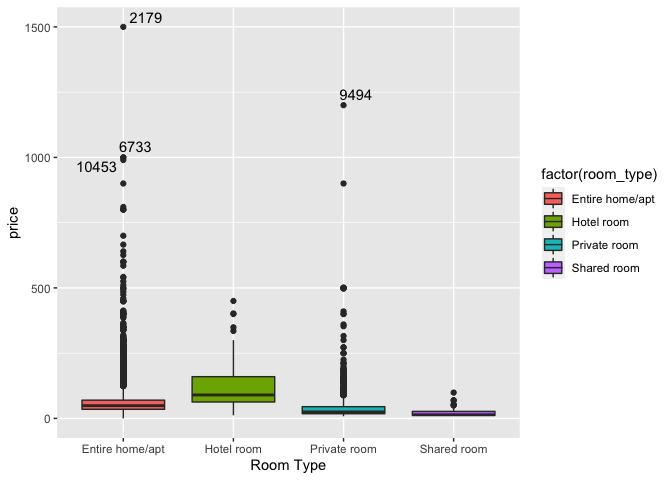 2179
1500
9494
6733
1000
10453
500
0
price
Entire home/apt
Hotel room
Private room
Shared room
Room Type
factor(room_type)
Entire home/apt
Hotel room
Private room
Shared room